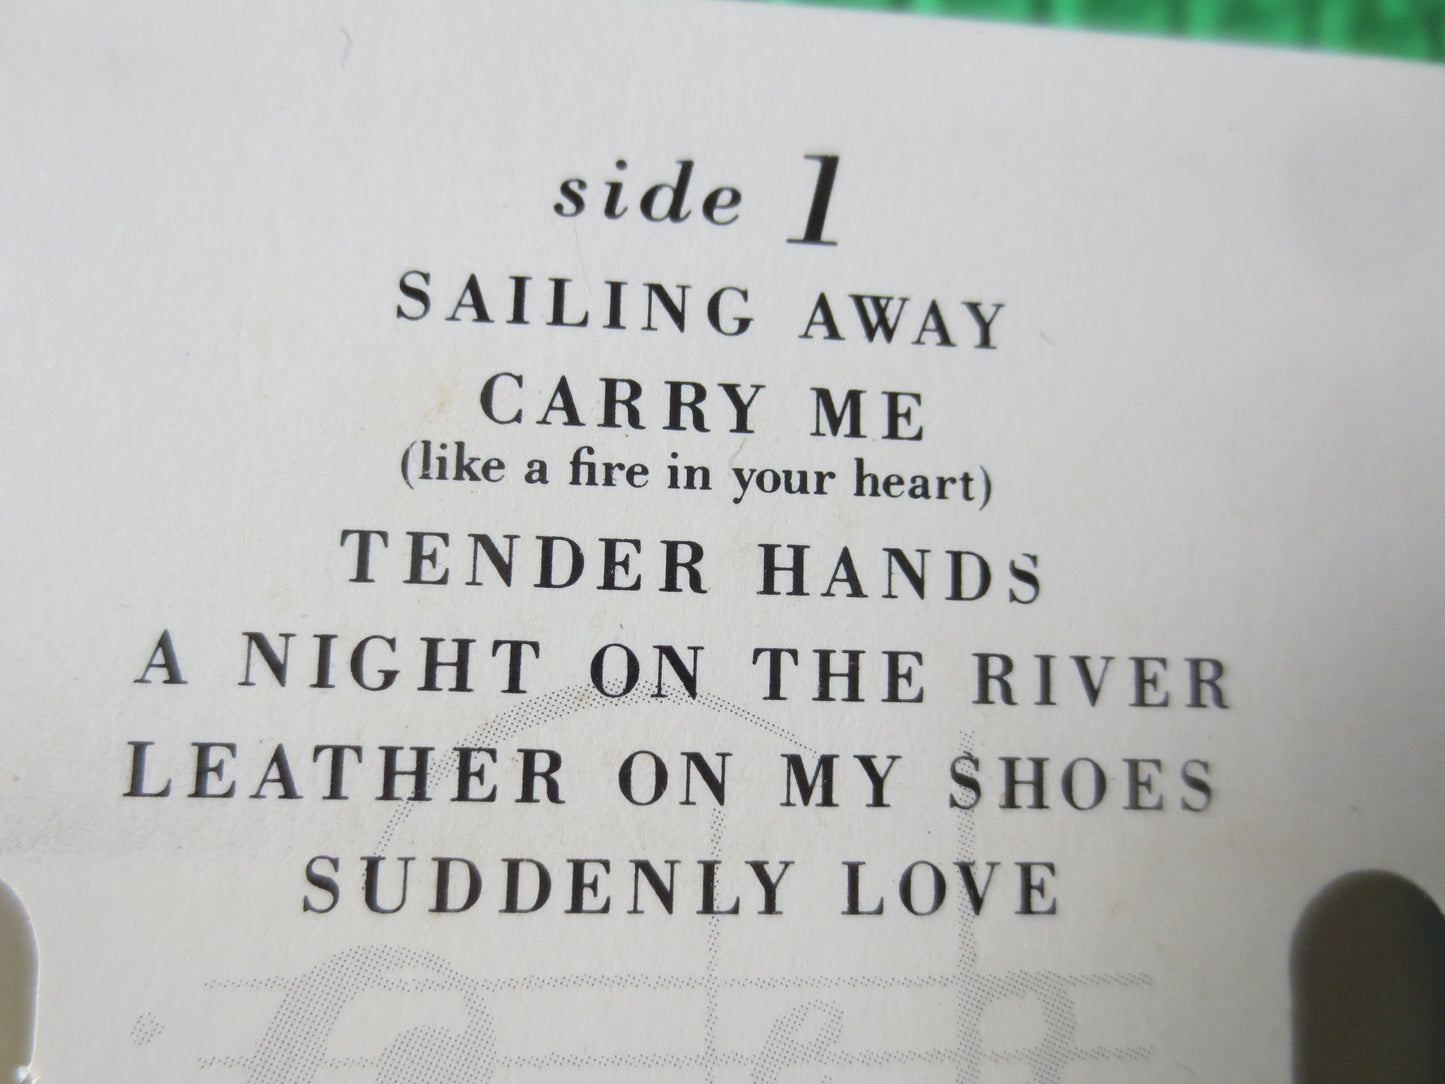 side 1
SAILING AWAY
CARRY ME
(like a fire in your heart)
TENDER HANDS
A NIGHT ON THE RIVER
LEATHER ON MY SHOES
SUDDENLY LOVE